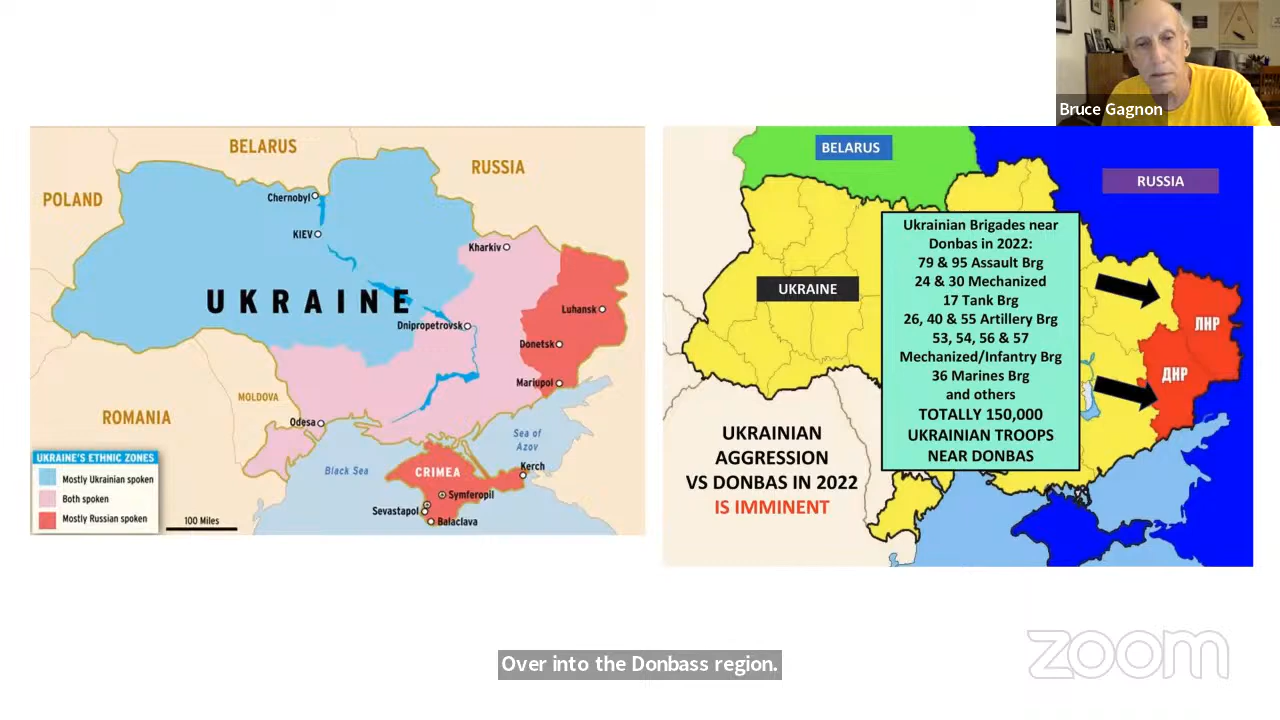 Bruce Gagnon
BELARUS
RUSSIA
POLAND
Chernobyl
KIEV
Kharkiv
UKRAINE
Luhansk
Dnipropetrovsk
Donetsk
Mariupol
MOLDOVA
ROMANIA
Odesa
Sea of
Azov
Black Sea
CRIMEA
Kerch
Symferopil
Sevastapol
Balaclava
UKRAINE'S ETHNIC ZONES
Mostly Ukrainian spoken
Both spoken
Mostly Russian spoken
100 Miles
BELARUS
RUSSIA
UKRAINE
Ukrainian Brigades near
Donbas in 2022:
79 & 95 Assault Brg
24 & 30 Mechanized
17 Tank Brg
26, 40 & 55 Artillery Brg
53, 54, 56 & 57
Mechanized/Infantry Brg
36 Marines Brg
and others
TOTALLY 150,000
UKRAINIAN TROOPS
NEAR DONBAS
ЛНР
ДНР
UKRAINIAN
AGGRESSION
VS DONBAS IN 2022
IS IMMINENT
Over into the Donbass region.
zoom